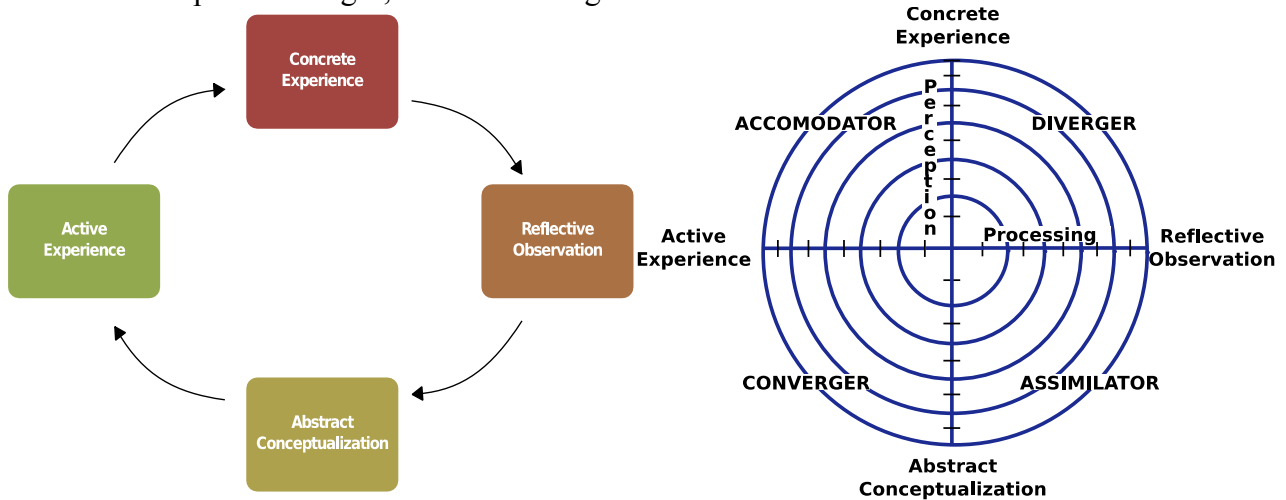 Concrete
Experience
Active
Experience
Reflective
Observation
Abstract
Conceptualization
Concrete
Experience
Perception
ACCOMODATOR
DIVERGER
Processing
Active
Experience
Reflective
Observation
CONVERGER
ASSIMILATOR
Abstract
Conceptualization